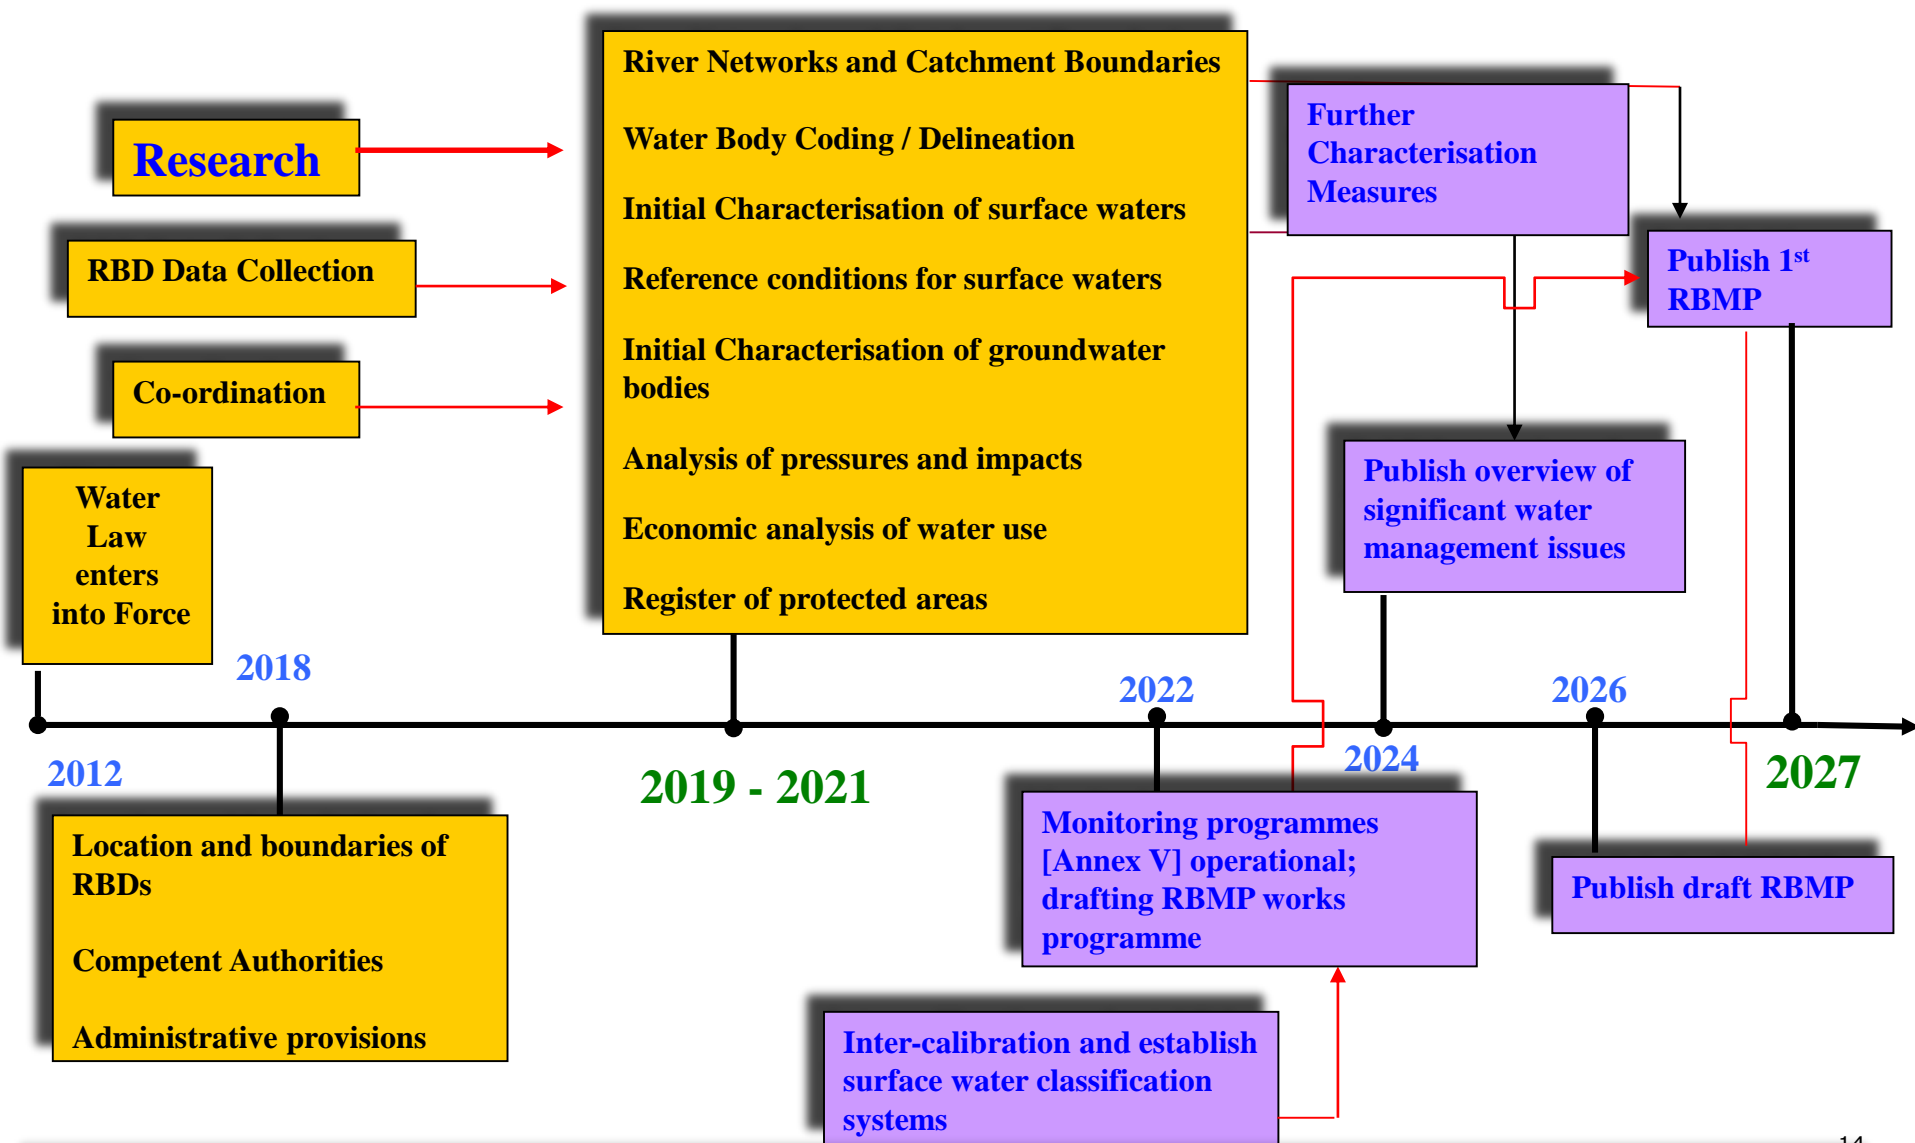 Research
RBD Data Collection
Co-ordination
Water
Law
enters
into Force
River Networks and Catchment Boundaries
Water Body Coding / Delineation
Initial Characterisation of surface waters
Reference conditions for surface waters
Initial Characterisation of groundwater
bodies
Analysis of pressures and impacts
Economic analysis of water use
Register of protected areas
Further
Characterisation
Measures
Publish 1st
RBMP
Publish overview of
significant water
management issues
2018
2022
2026
2012
2019 - 2021
2024
2027
Location and boundaries of
RBDs
Competent Authorities
Administrative provisions
Monitoring programmes
[Annex V] operational;
drafting RBMP works
programme
Publish draft RBMP
Inter-calibration and establish
surface water classification
systems
14